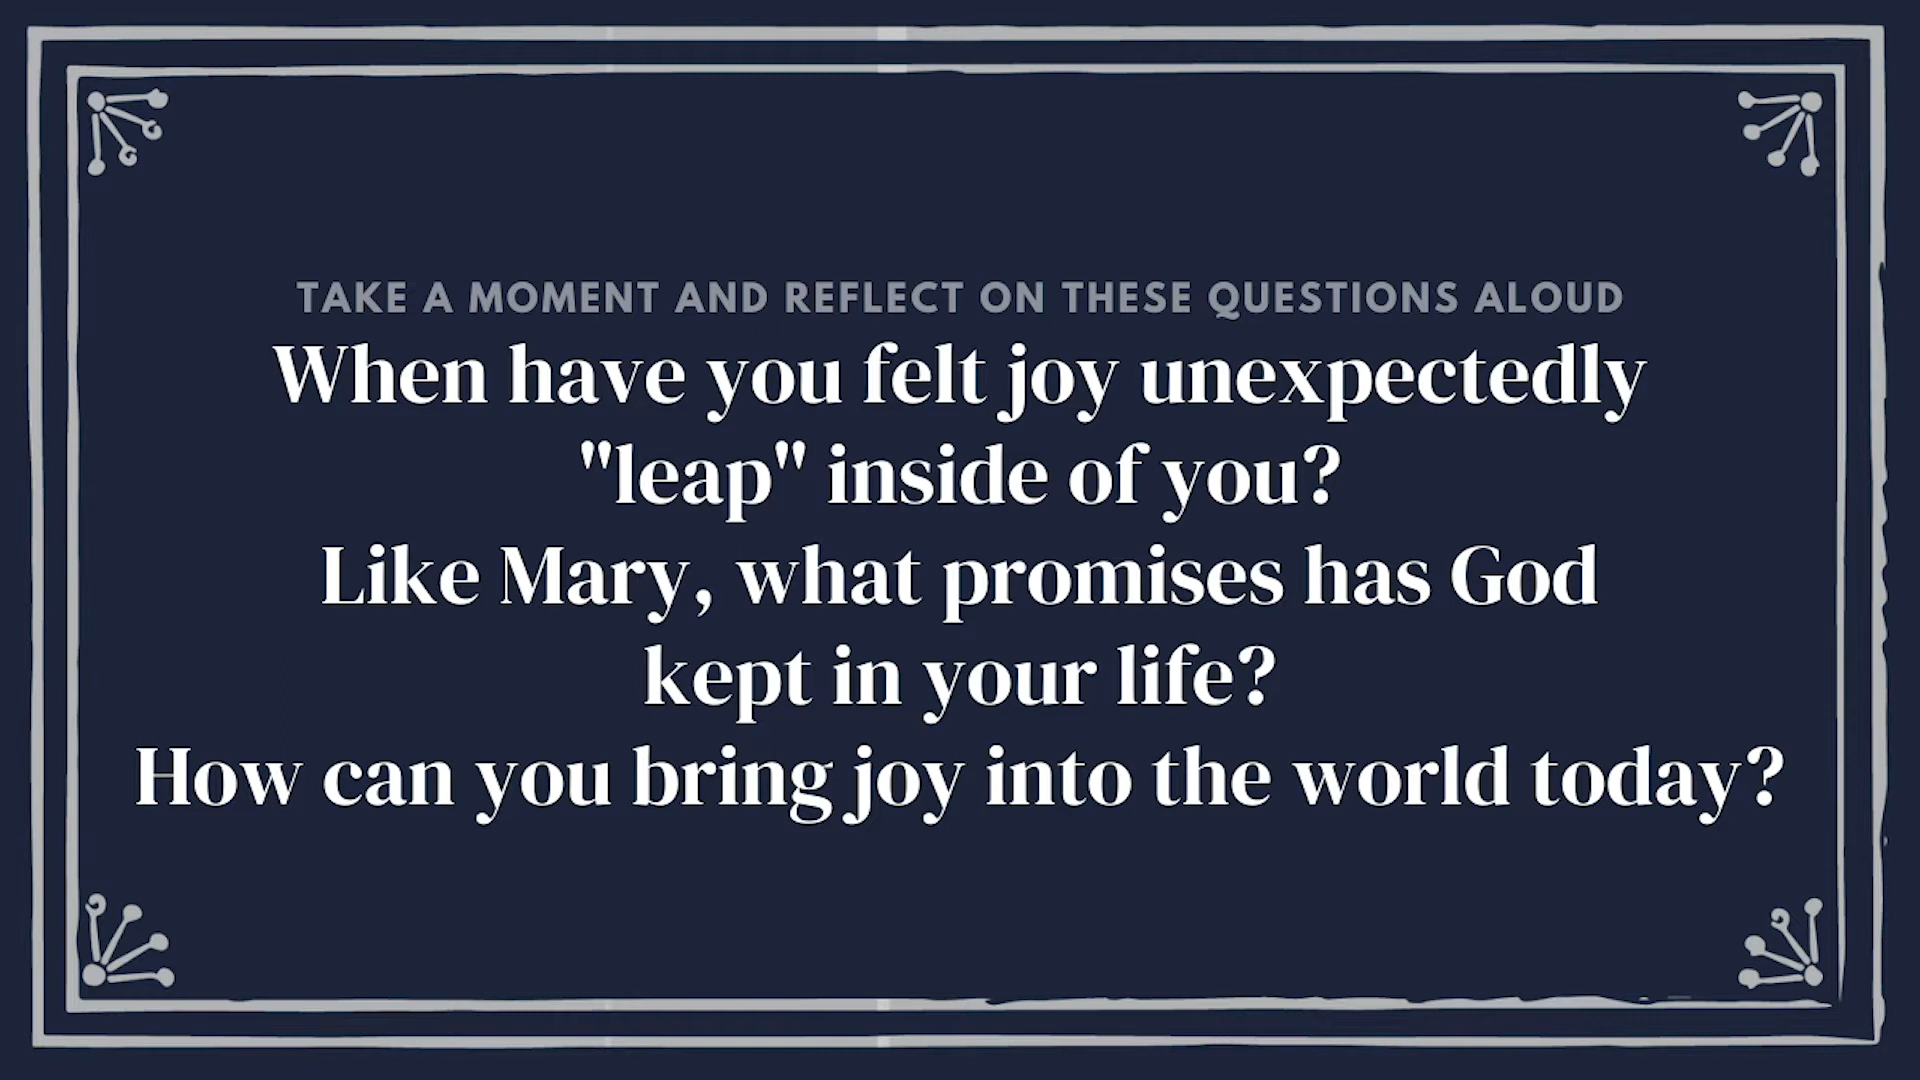 TAKE A MOMENT AND REFLECT ON THESE QUESTIONS ALOUD
When have you felt joy unexpectedly
"leap" inside of you?
Like Mary, what promises has God
kept in your life?
How can you bring joy into the world today?